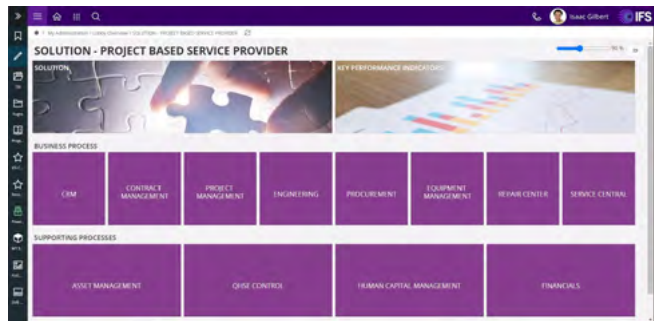 Isaac Gilbert
IFS
SOLUTION - PROJECT BASED SERVICE PROVIDER
SOLUTION
KEY PERFORMANCE INDICATORS
BUSINESS PROCESS
CRM
CONTRACT
MANAGEMENT
PROJECT
MANAGEMENT
ENGINEERING
PROCUREMENT
EQUIPMENT
MANAGEMENT
REPAIR CENTER
SERVICE CENTRAL
SUPPORTING PROCESSES
ASSET MANAGEMENT
QHSE CONTROL
HUMAN CAPITAL MANAGEMENT
FINANCIALS